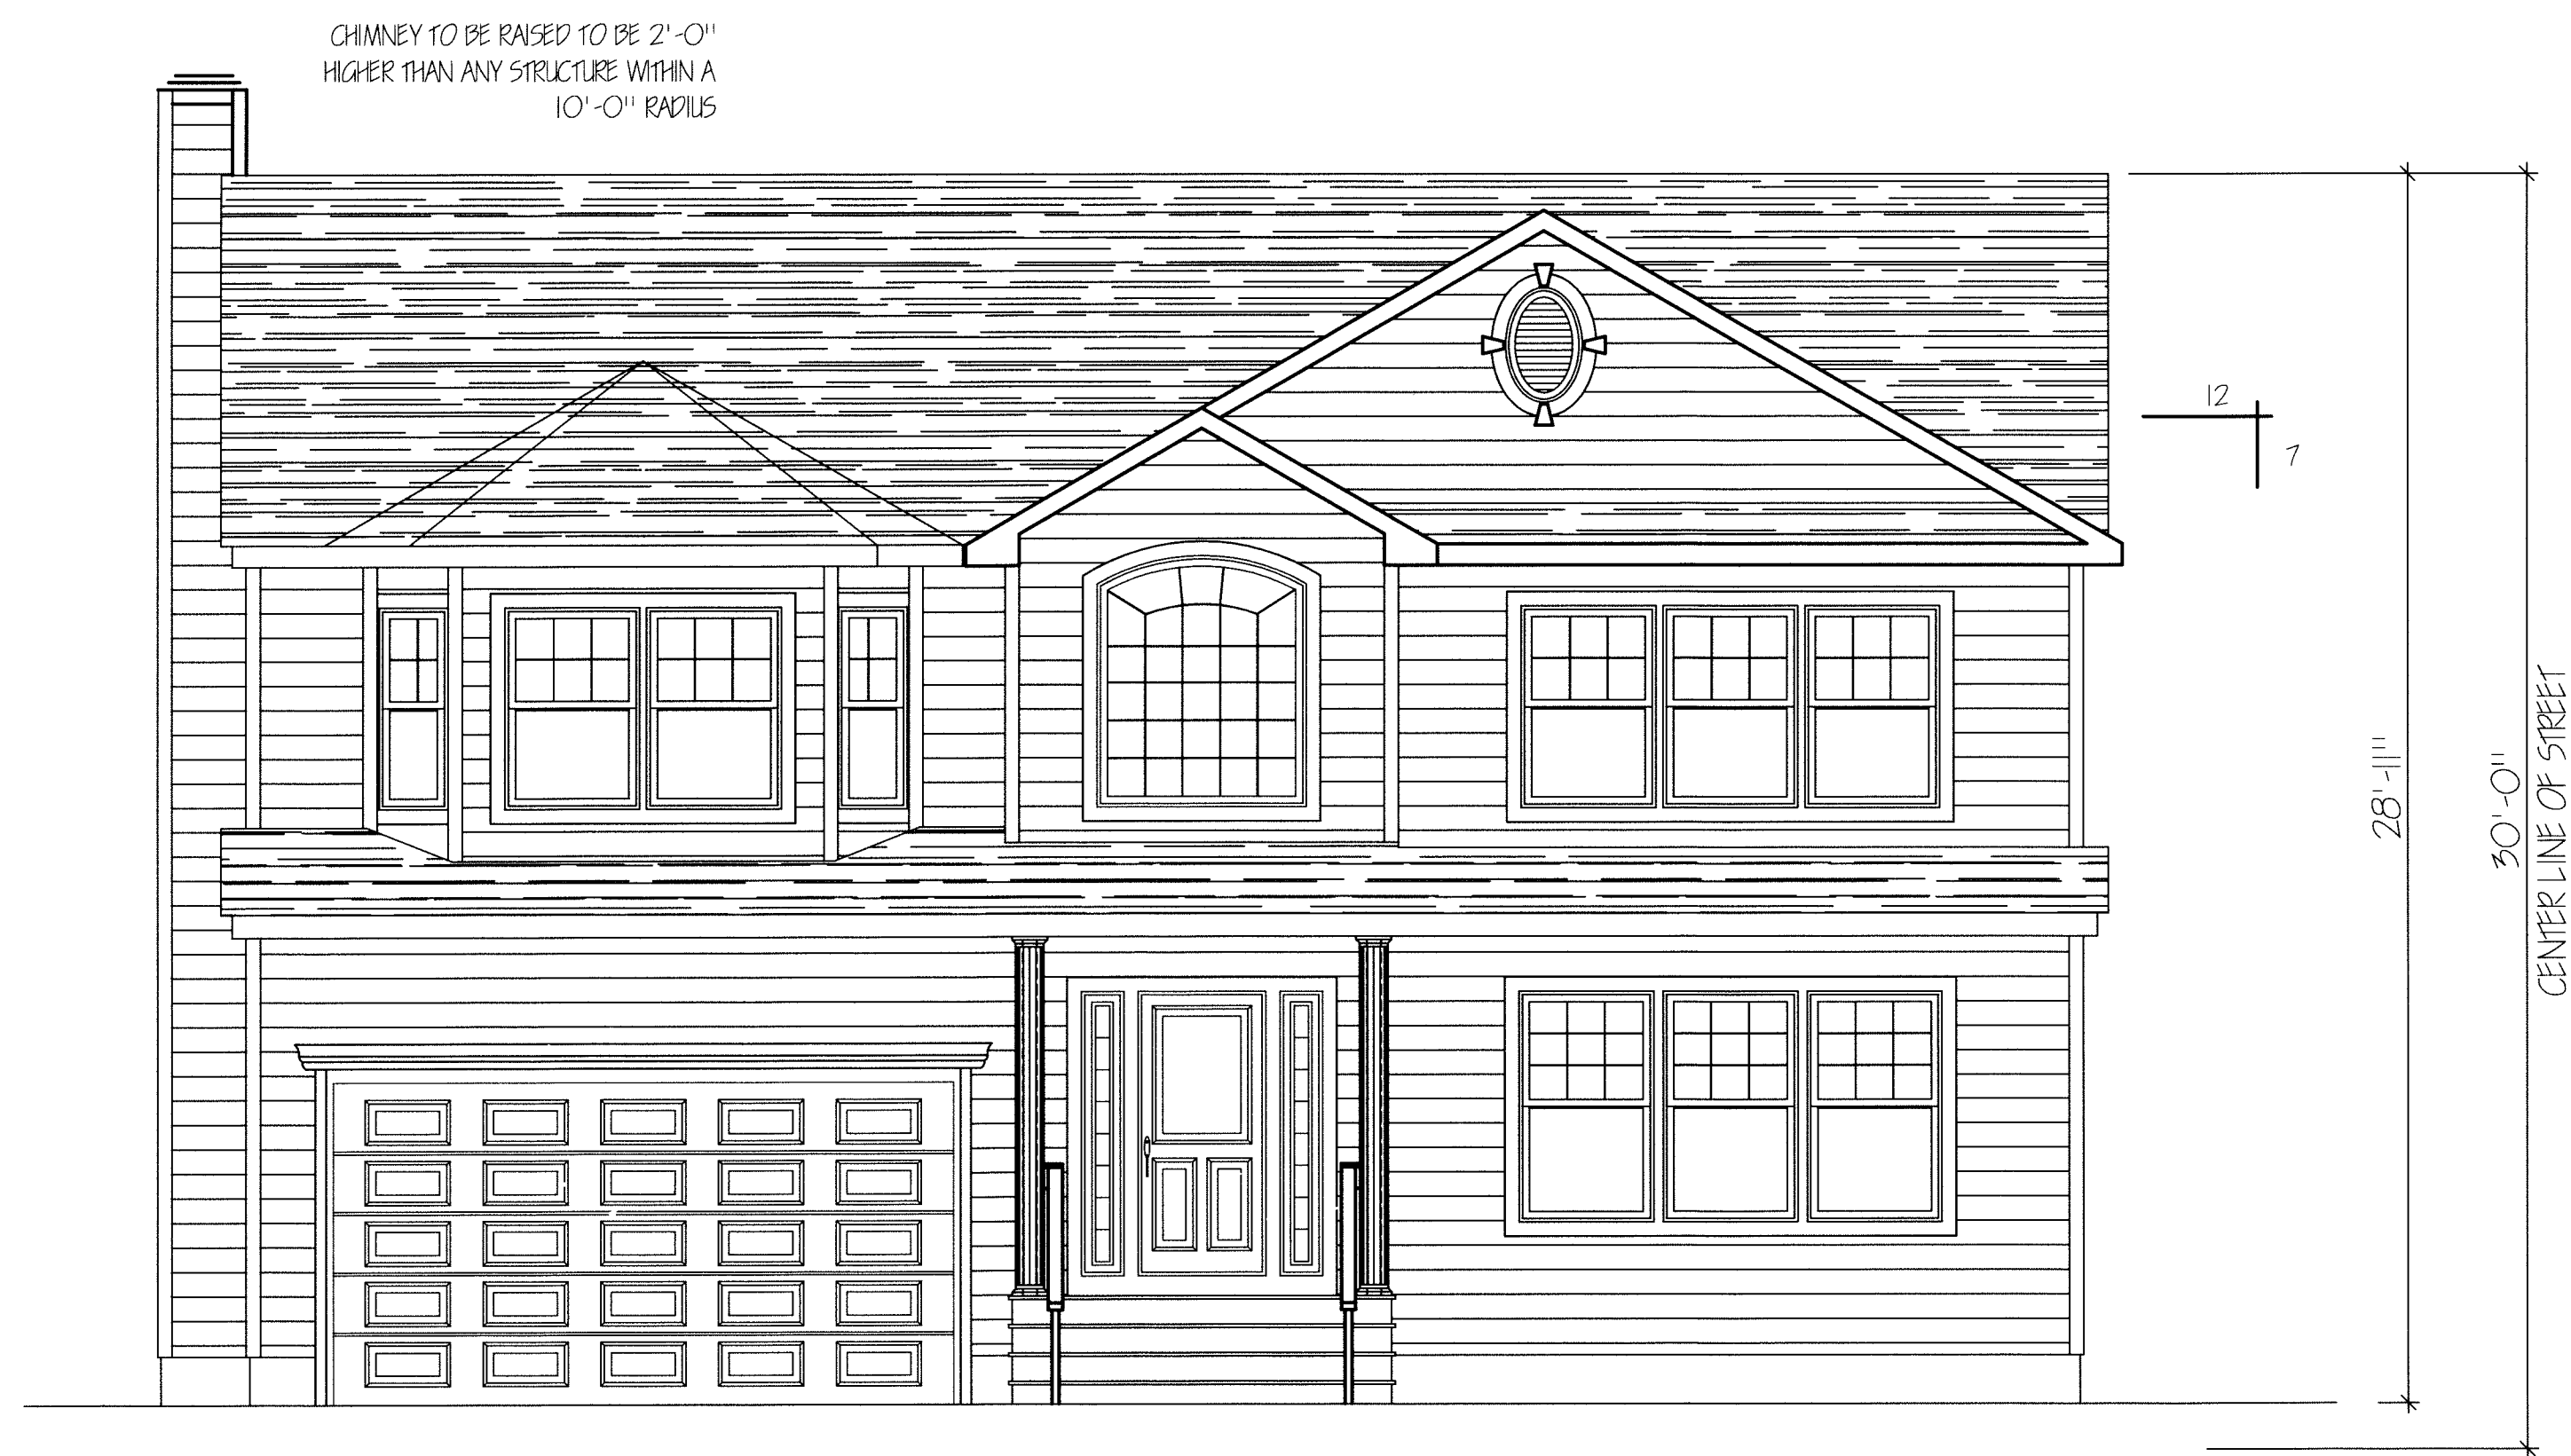 CHIMNEY TO BE RAISED TO BE 2'-0"
HIGHER THAN ANY STRUCTURE WITHIN A
10'-0" RADIUS
12
7
28'-11"
30'-0"
CENTER LINE OF STREET